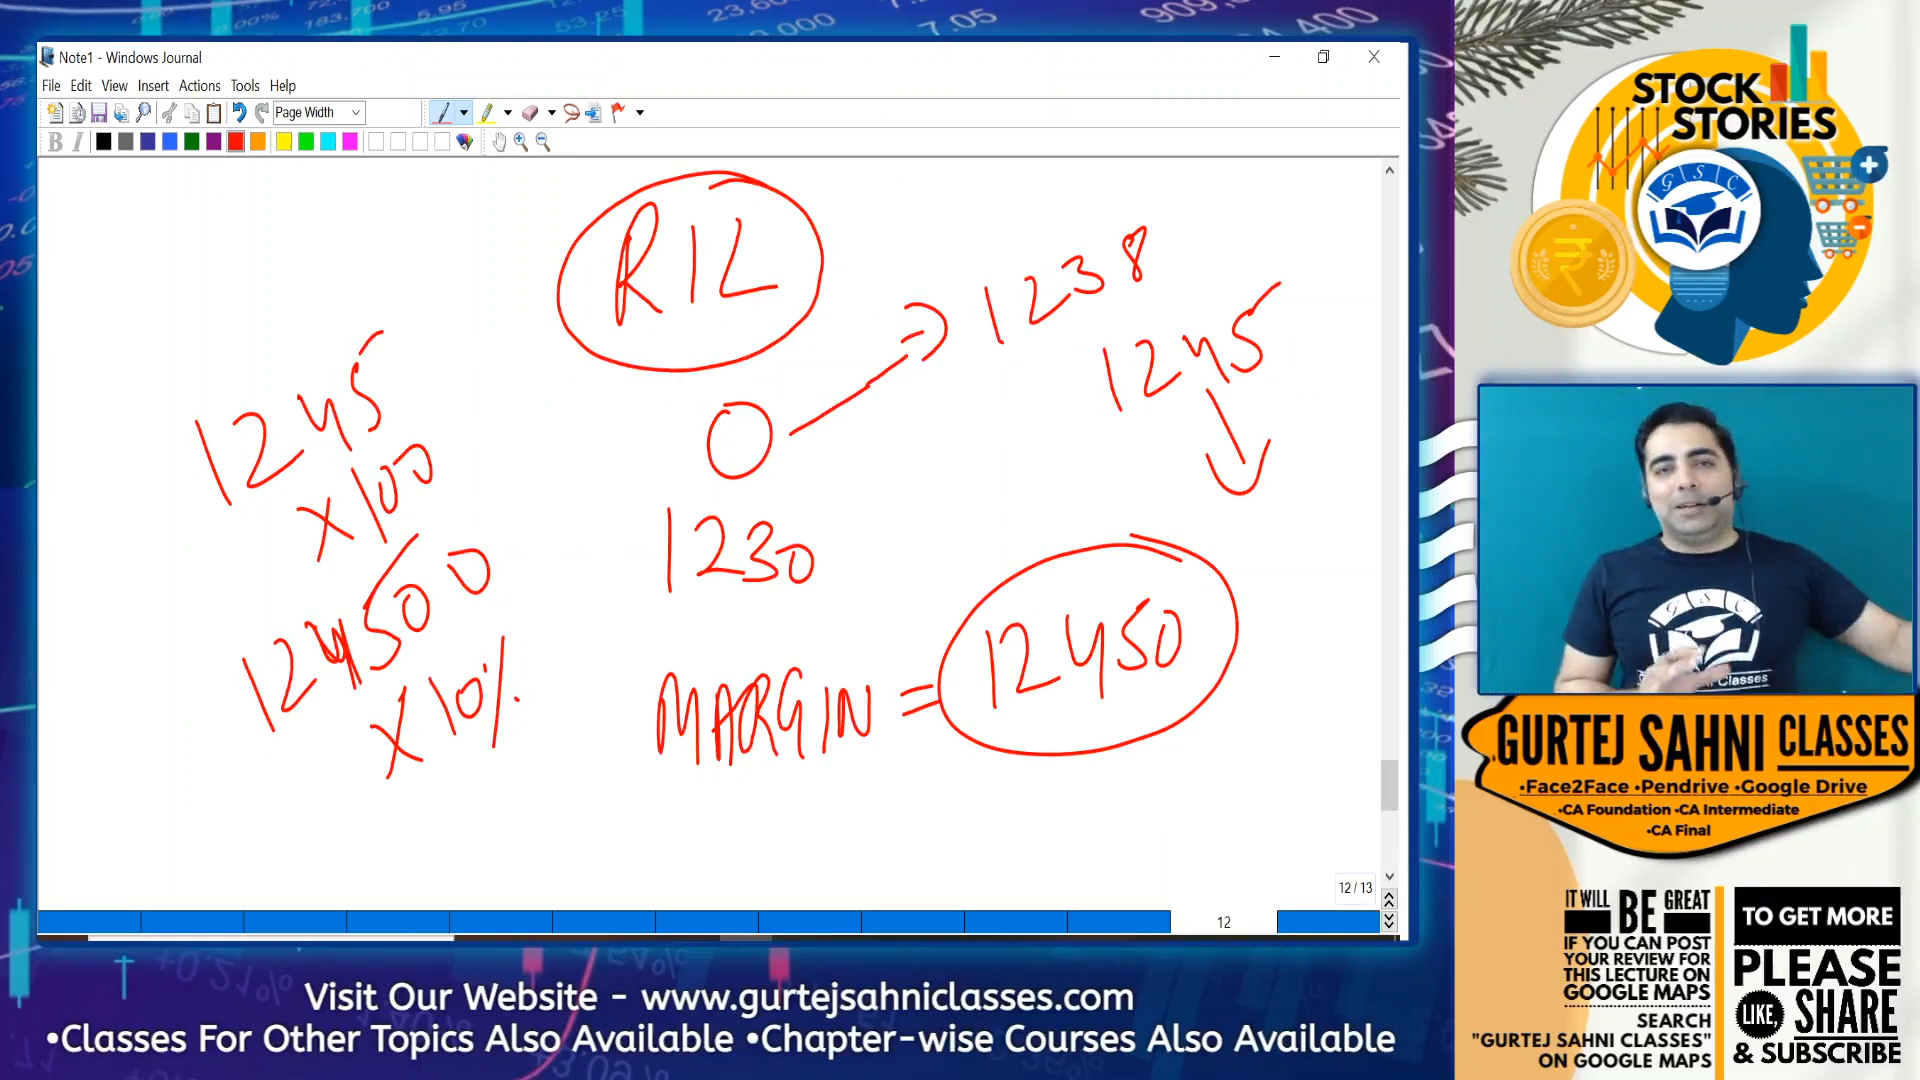 Note1 - Windows Journal
File Edit View Insert Actions Tools Help
Page Width
B I
RIL
1238
1245
1245
X100
0
1230
124500
X10%
MARGIN = 12450
12 / 13
12
STOCK
STORIES
G S C
₹
G S C
Classes
GURTEJ SAHNI CLASSES
•Face2Face •Pendrive •Google Drive
•CA Foundation •CA Intermediate
•CA Final
IT WILL BE GREAT
IF YOU CAN POST
YOUR REVIEW FOR
THIS LECTURE ON
GOOGLE MAPS
SEARCH
"GURTEJ SAHNI CLASSES"
ON GOOGLE MAPS
TO GET MORE
PLEASE
LIKE, SHARE
& SUBSCRIBE
Visit Our Website - www.gurtejsahniclasses.com
•Classes For Other Topics Also Available •Chapter-wise Courses Also Available